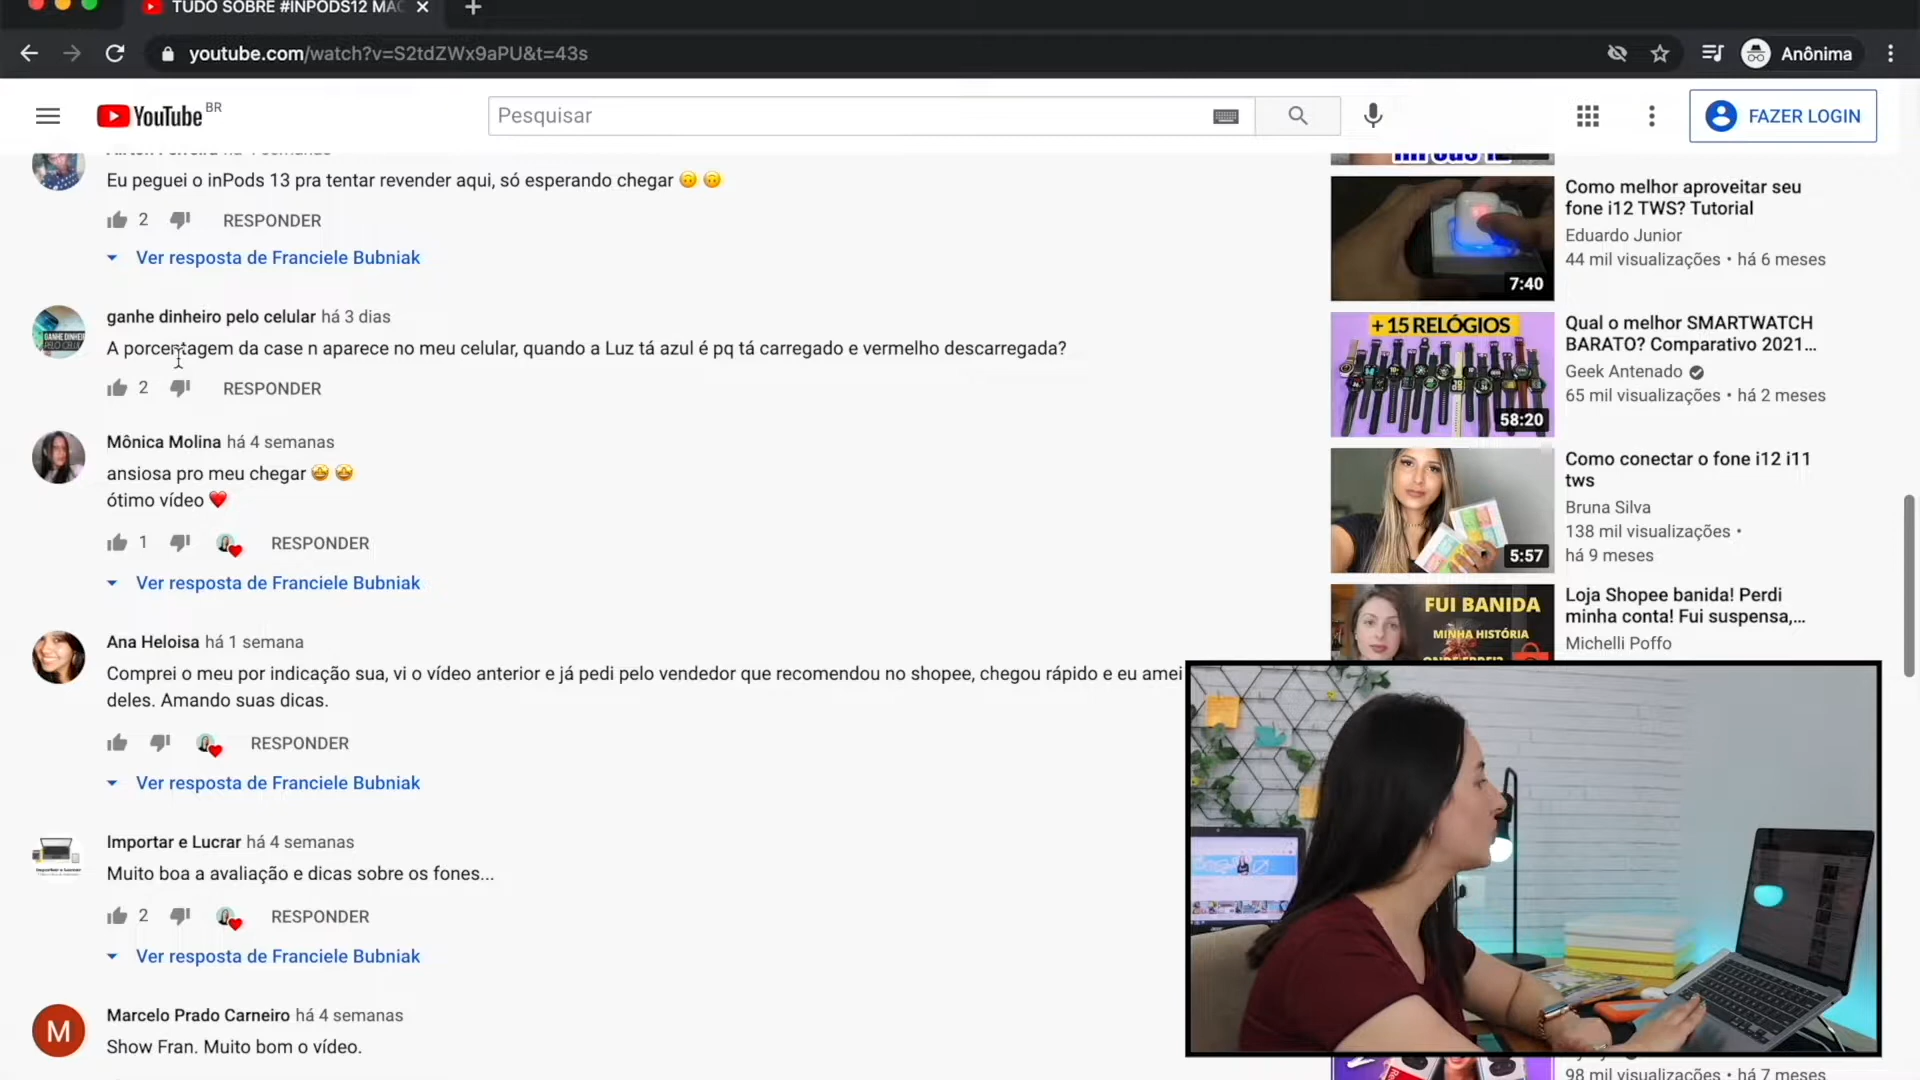 TUDO SOBRE #INPODS12 MAC
youtube.com/watch?v=S2tdZWx9aPU&t=43s
Anônima
YouTube BR
Pesquisar
FAZER LOGIN
Eu peguei o inPods 13 pra tentar revender aqui, só esperando chegar 🙃 🙃
2 RESPONDER
Ver resposta de Franciele Bubniak
ganhe dinheiro pelo celular há 3 dias
A porcentagem da case n aparece no meu celular, quando a Luz tá azul é pq tá carregado e vermelho descarregada?
2 RESPONDER
Mônica Molina há 4 semanas
ansiosa pro meu chegar 🤩 🤩
ótimo vídeo ❤️
1 RESPONDER
Ver resposta de Franciele Bubniak
Ana Heloisa há 1 semana
Comprei o meu por indicação sua, vi o vídeo anterior e já pedi pelo vendedor que recomendou no shopee, chegou rápido e eu amei
deles. Amando suas dicas.
RESPONDER
Ver resposta de Franciele Bubniak
Importar e Lucrar há 4 semanas
Muito boa a avaliação e dicas sobre os fones...
2 RESPONDER
Ver resposta de Franciele Bubniak
M
Marcelo Prado Carneiro há 4 semanas
Show Fran. Muito bom o vídeo.
7:40
Como melhor aproveitar seu
fone i12 TWS? Tutorial
Eduardo Junior
44 mil visualizações • há 6 meses
+15 RELÓGIOS
58:20
Qual o melhor SMARTWATCH
BARATO? Comparativo 2021...
Geek Antenado
65 mil visualizações • há 2 meses
5:57
Como conectar o fone i12 i11
tws
Bruna Silva
138 mil visualizações •
há 9 meses
FUI BANIDA
MINHA HISTÓRIA
Loja Shopee banida! Perdi
minha conta! Fui suspensa,...
Michelli Poffo
98 mil visualizações • há 7 meses